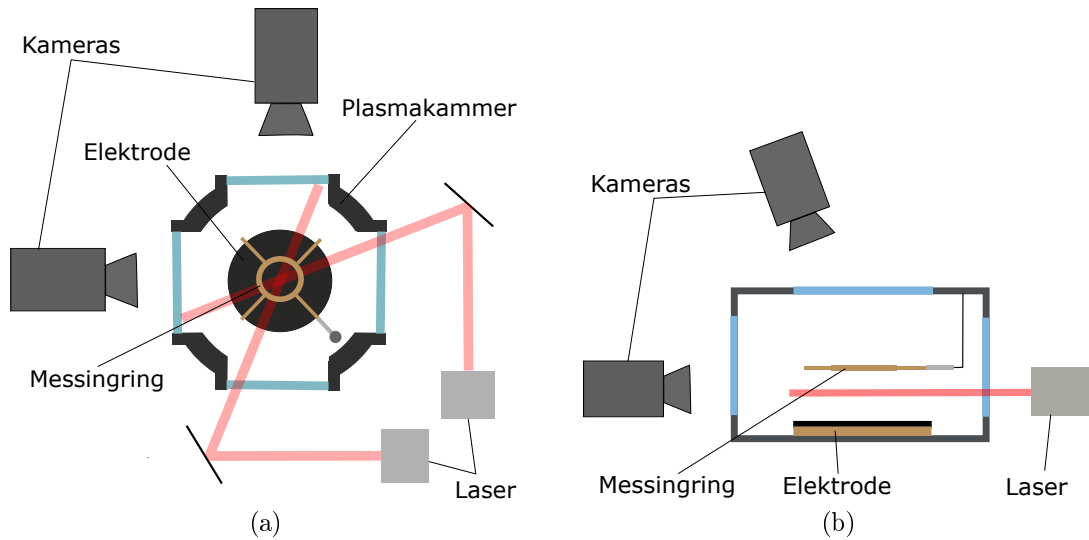 Kameras
Plasmakammer
Elektrode
Messingring
Laser
(a)
Kameras
Messingring
Elektrode
Laser
(b)